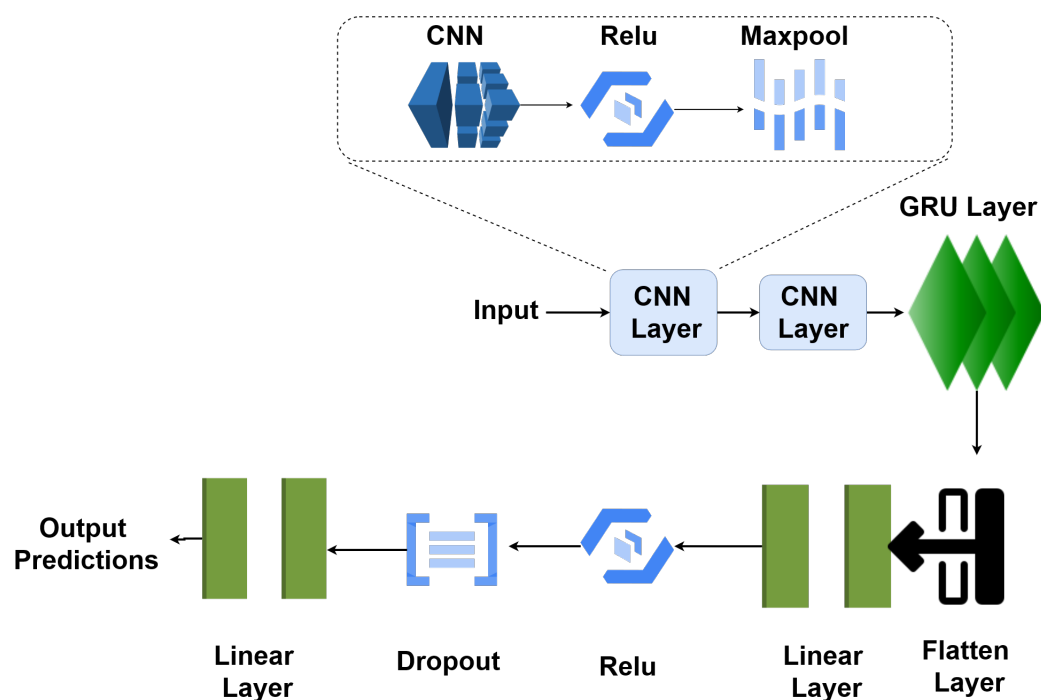 CNN
Relu
Maxpool
GRU Layer
Input
CNN
Layer
CNN
Layer
Output
Predictions
Linear
Layer
Dropout
Relu
Linear
Layer
Flatten
Layer